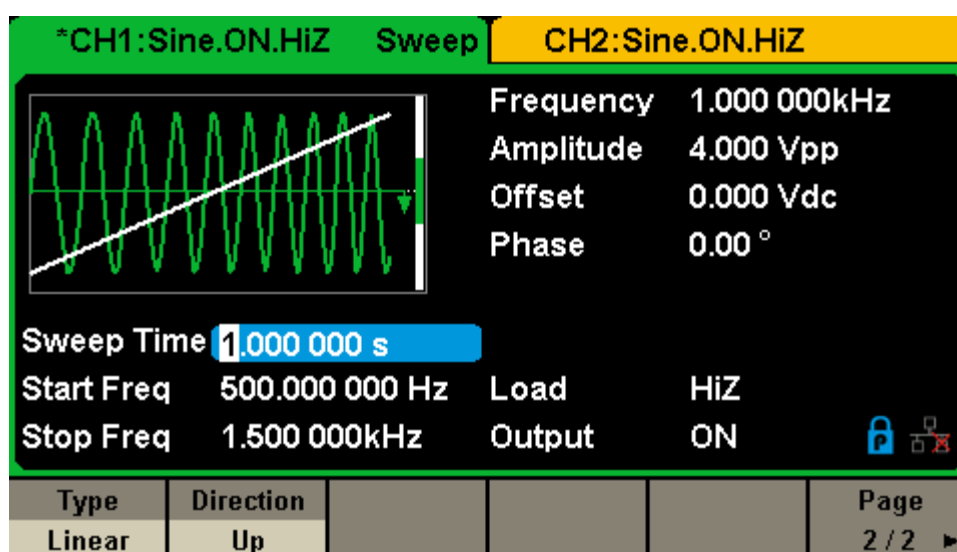 *CH1:Sine.ON.HiZ Sweep CH2:Sine.ON.HiZ
Frequency 1.000 000kHz
Amplitude 4.000 Vpp
Offset 0.000 Vdc
Phase 0.00 °
Sweep Time 1.000 000 s
Start Freq 500.000 000 Hz Load HiZ
Stop Freq 1.500 000kHz Output ON P
Type Direction Page
Linear Up 2 / 2